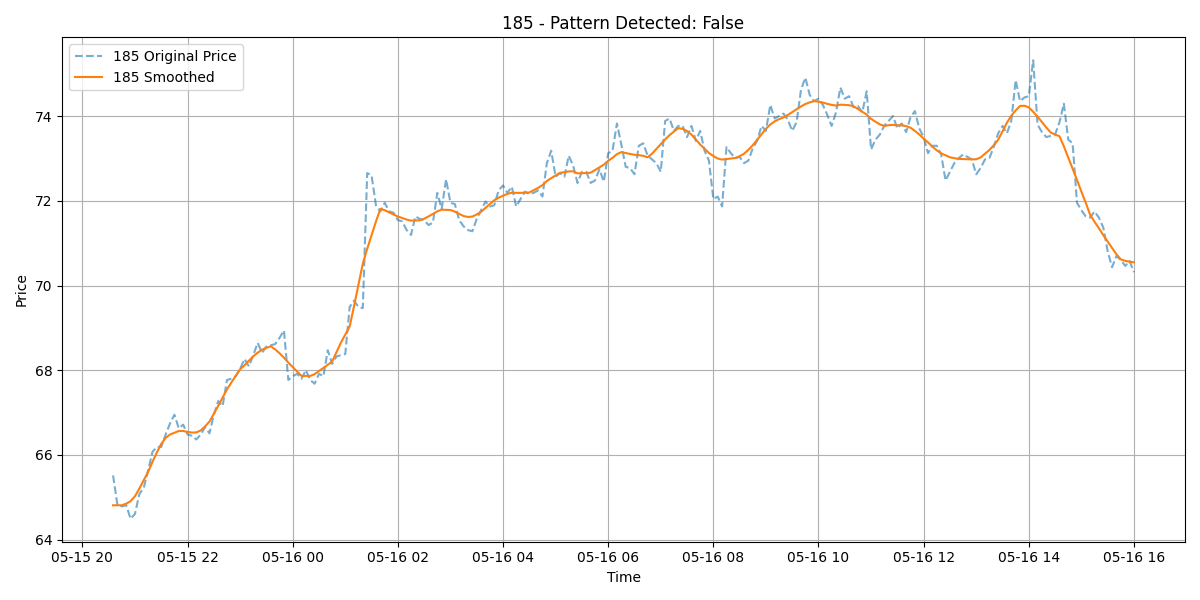 185 - Pattern Detected: False
185 Original Price
185 Smoothed
Price
74
72
70
68
66
64
05-15 20 05-15 22 05-16 00 05-16 02 05-16 04 05-16 06 05-16 08 05-16 10 05-16 12 05-16 14 05-16 16
Time